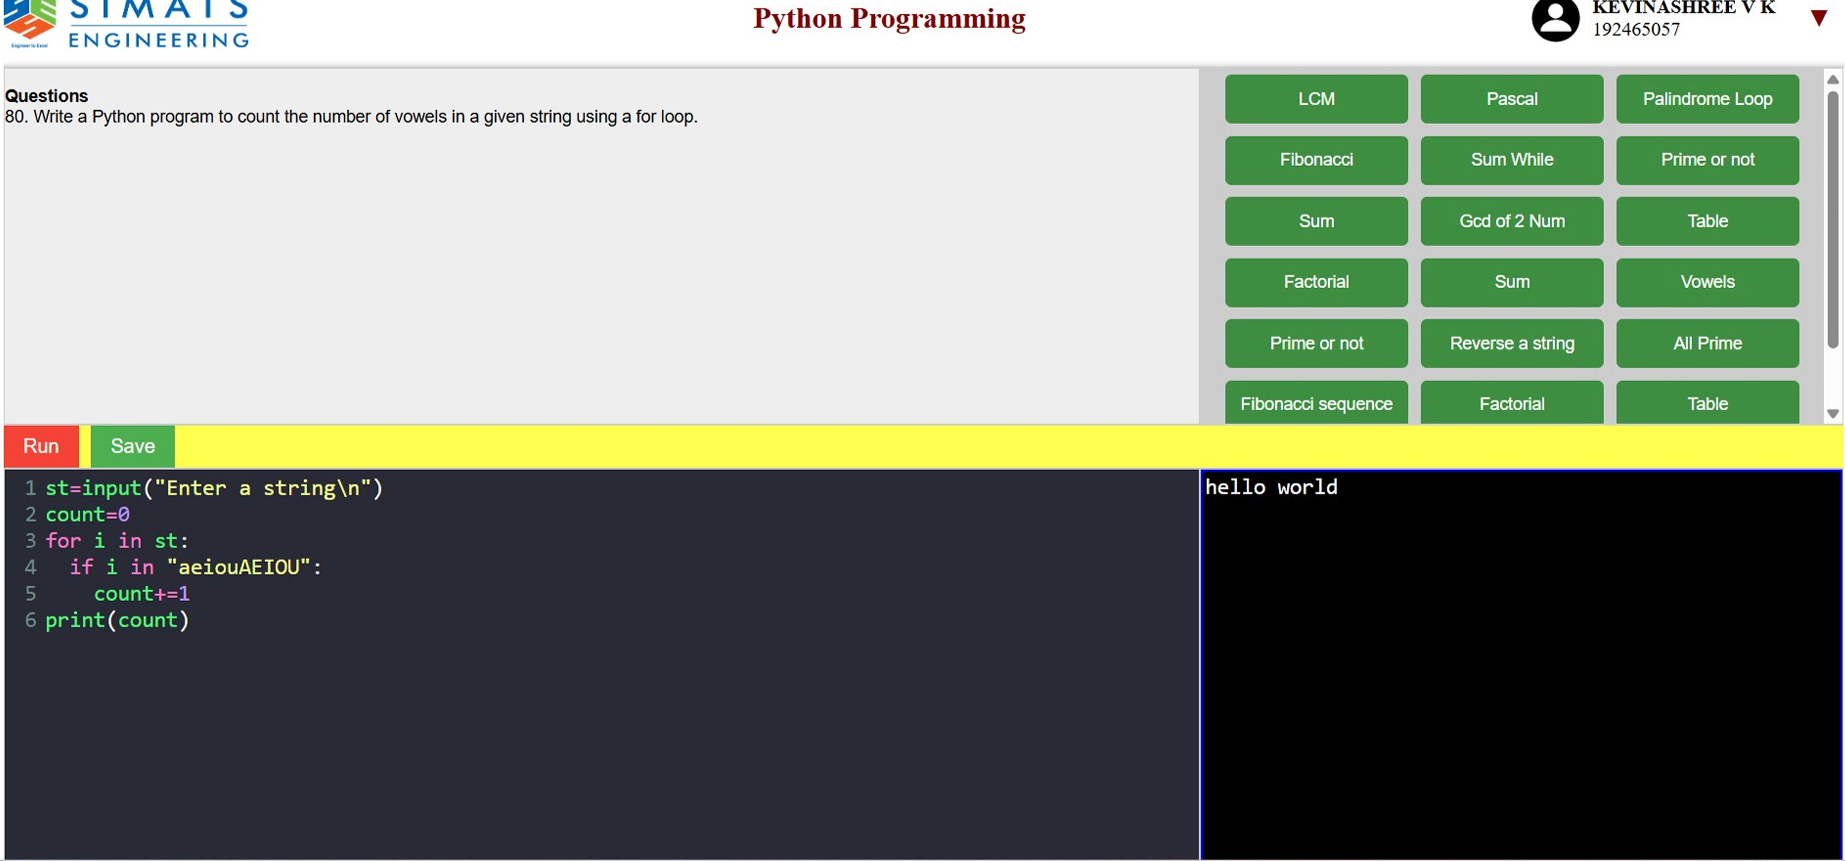 SIMATS
ENGINEERING
Engineer to Excel
Python Programming
KEVINASHREE V K
192465057
Questions
80. Write a Python program to count the number of vowels in a given string using a for loop.
LCM
Pascal
Palindrome Loop
Fibonacci
Sum While
Prime or not
Sum
Gcd of 2 Num
Table
Factorial
Sum
Vowels
Prime or not
Reverse a string
All Prime
Fibonacci sequence
Factorial
Table
Run
Save
1 st=input("Enter a string\n")
2 count=0
3 for i in st:
4   if i in "aeiouAEIOU":
5     count+=1
6 print(count)
hello world